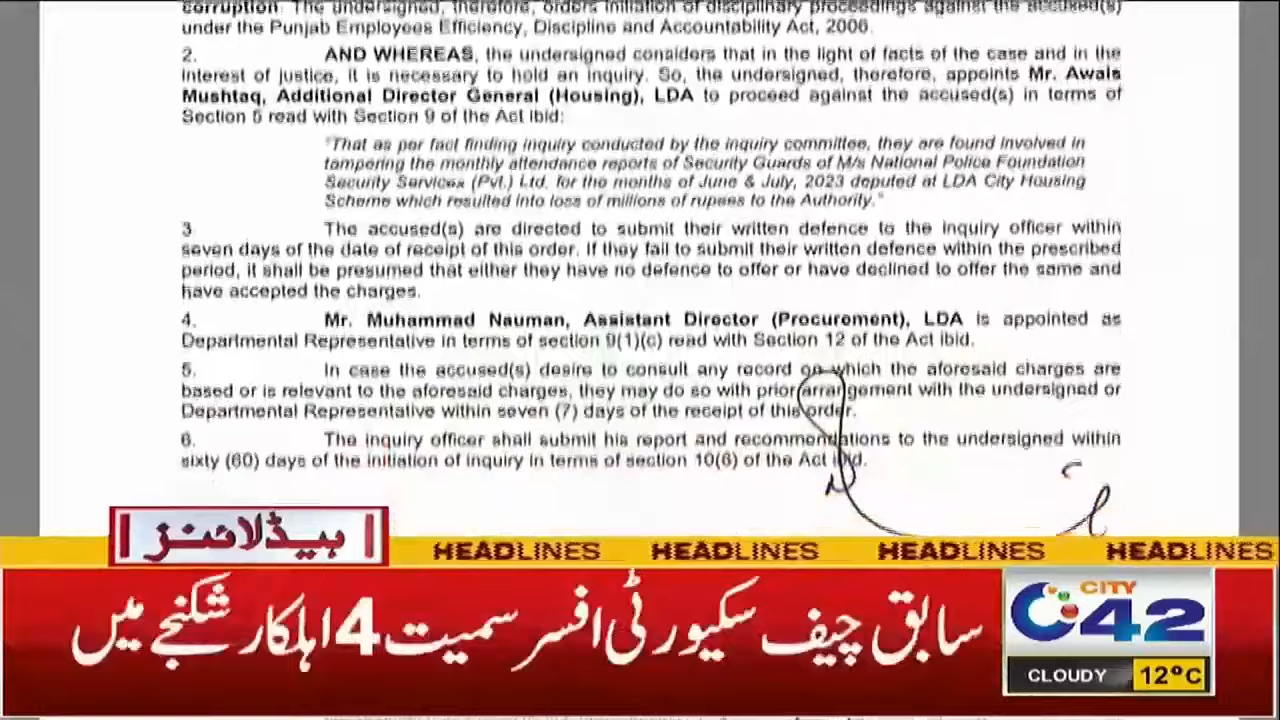 corruption. The undersigned, therefore, orders initiation of disciplinary proceedings against the accused(s)
under the Punjab Employees Efficiency, Discipline and Accountability Act, 2006.
2. AND WHEREAS, the undersigned considers that in the light of facts of the case and in the
interest of justice, it is necessary to hold an inquiry. So, the undersigned, therefore, appoints Mr. Awais
Mushtaq, Additional Director General (Housing), LDA to proceed against the accused(s) in terms of
Section 5 read with Section 9 of the Act ibid:
"That as per fact finding inquiry conducted by the inquiry committee, they are found involved in
tampering the monthly attendance reports of Security Guards of M/s National Police Foundation
Security Services (Pvt.) Ltd. for the months of June & July, 2023 deputed at LDA City Housing
Scheme which resulted into loss of millions of rupees to the Authority."
3. The accused(s) are directed to submit their written defence to the inquiry officer within
seven days of the date of receipt of this order. If they fail to submit their written defence within the prescribed
period, it shall be presumed that either they have no defence to offer or have declined to offer the same and
have accepted the charges.
4. Mr. Muhammad Nauman, Assistant Director (Procurement), LDA is appointed as
Departmental Representative in terms of section 9(1)(c) read with Section 12 of the Act ibid.
5. In case the accused(s) desire to consult any record on which the aforesaid charges are
based or is relevant to the aforesaid charges, they may do so with prior arrangement with the undersigned or
Departmental Representative within seven (7) days of the receipt of this order.
6. The inquiry officer shall submit his report and recommendations to the undersigned within
sixty (60) days of the initiation of inquiry in terms of section 10(6) of the Act ibid.
ہیڈلائنز
HEADLINES HEADLINES HEADLINES HEADLINES
سابق چیف سکیورٹی افسر سمیت 4 اہلکار شکنجے میں
CITY
42
CLOUDY 12°C